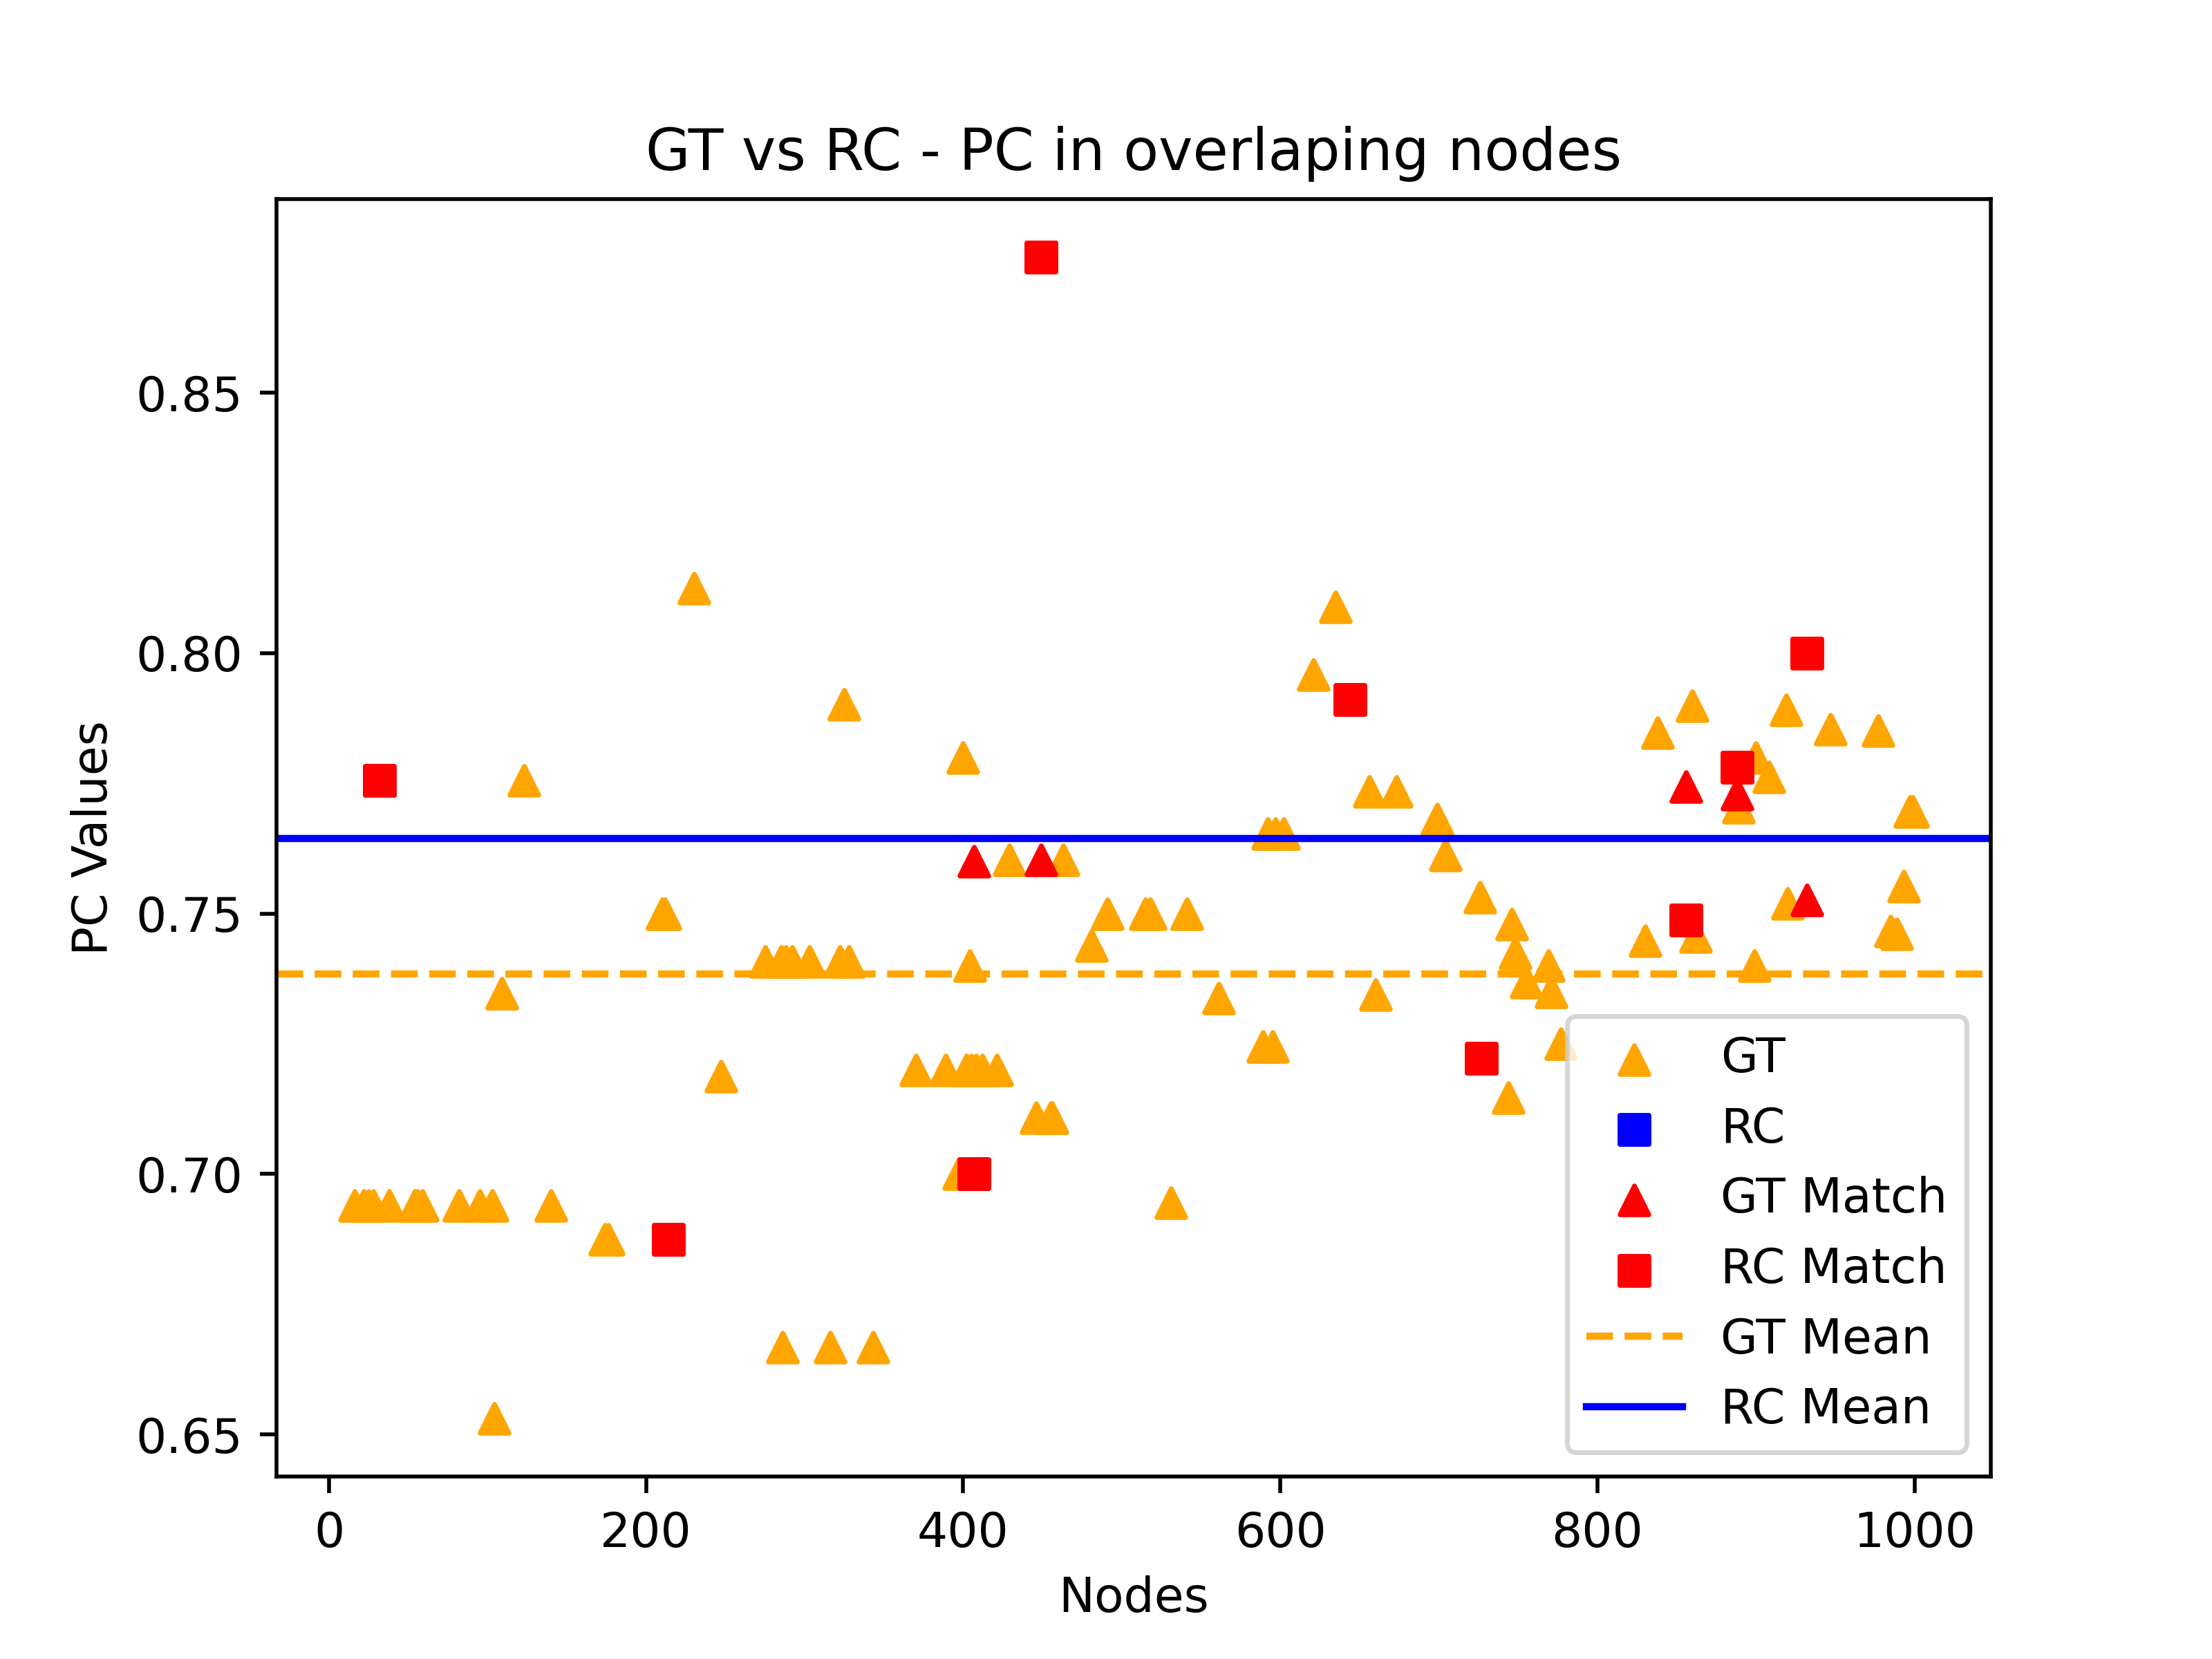 GT vs RC - PC in overlaping nodes
PC Values
0.85
0.80
0.75
0.70
0.65
GT
RC
GT Match
RC Match
GT Mean
RC Mean
0 200 400 600 800 1000
Nodes